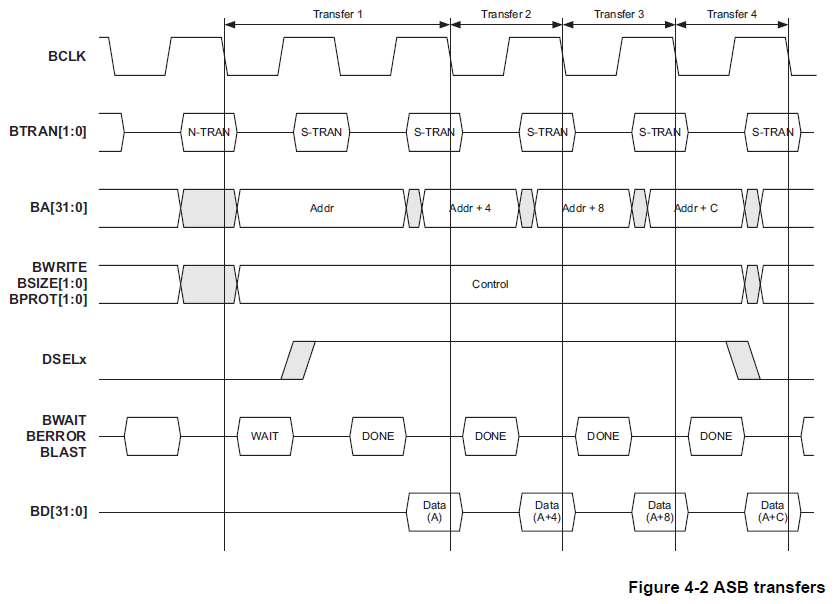 Transfer 1 Transfer 2 Transfer 3 Transfer 4
BCLK
BTRAN[1:0] N-TRAN S-TRAN S-TRAN S-TRAN S-TRAN S-TRAN
BA[31:0] Addr Addr + 4 Addr + 8 Addr + C
BWRITE
BSIZE[1:0] Control
BPROT[1:0]
DSELx
BWAIT
BERROR WAIT DONE DONE DONE DONE
BLAST
BD[31:0] Data Data Data Data
(A) (A+4) (A+8) (A+C)
Figure 4-2 ASB transfers